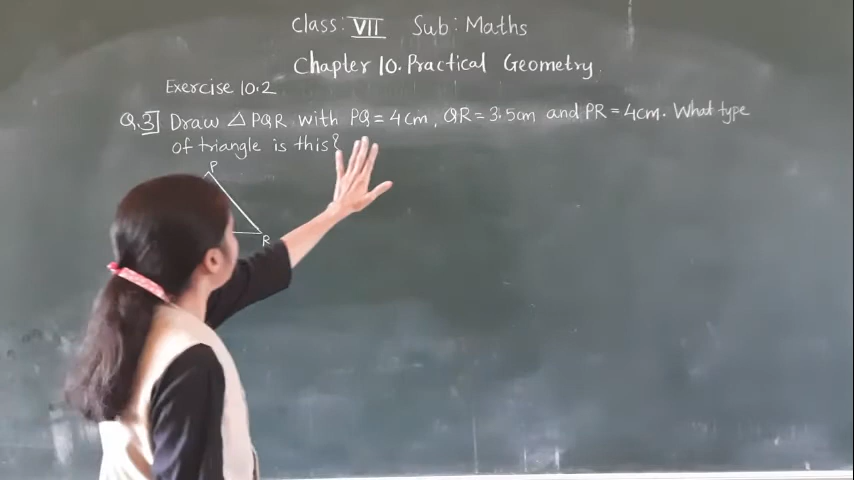 Class: VII Sub: Maths
Chapter 10. Practical Geometry.
Exercise 10.2
Q.3] Draw △ PQR with PQ = 4cm, QR = 3.5cm and PR = 4cm. What type
of triangle is this?
P
R